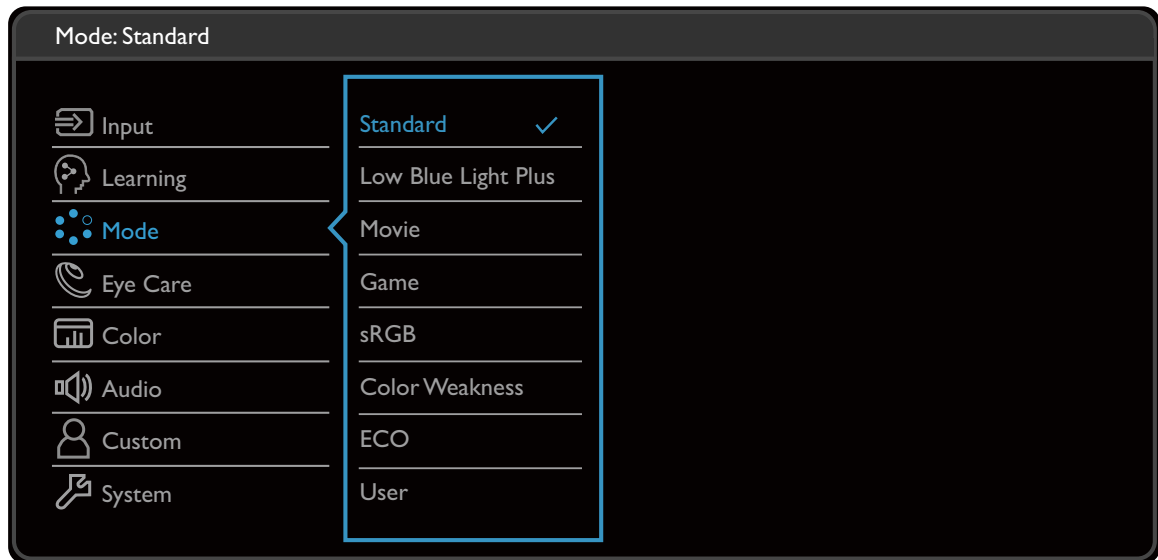 Mode: Standard
Input
Learning
Mode
Eye Care
Color
Audio
Custom
System
Standard
Low Blue Light Plus
Movie
Game
sRGB
Color Weakness
ECO
User